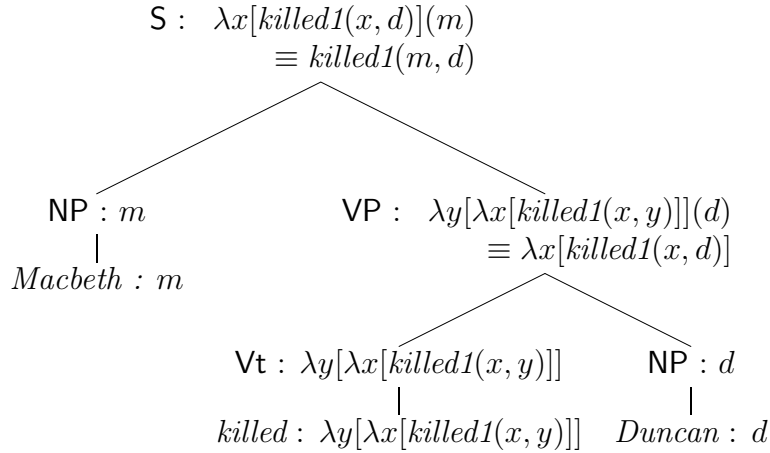 S : λx[killed1(x, d)](m)
≡ killed1(m, d)
NP : m VP : λy[λx[killed1(x, y)]](d)
≡ λx[killed1(x, d)]
Macbeth : m
Vt : λy[λx[killed1(x, y)]] NP : d
killed : λy[λx[killed1(x, y)]] Duncan : d